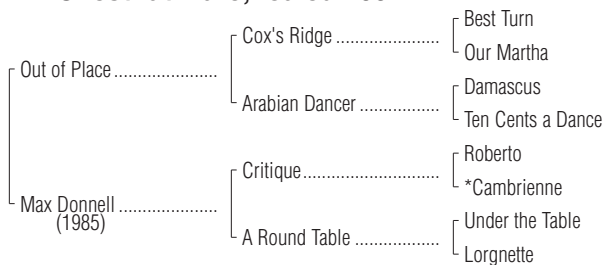 Best Turn
Cox's Ridge ....................
Our Martha
Out of Place ....................
Damascus
Arabian Dancer ................
Ten Cents a Dance
Roberto
Critique..........................
*Cambrienne
Max Donnell ...................
(1985)
Under the Table
A Round Table ................
Lorgnette